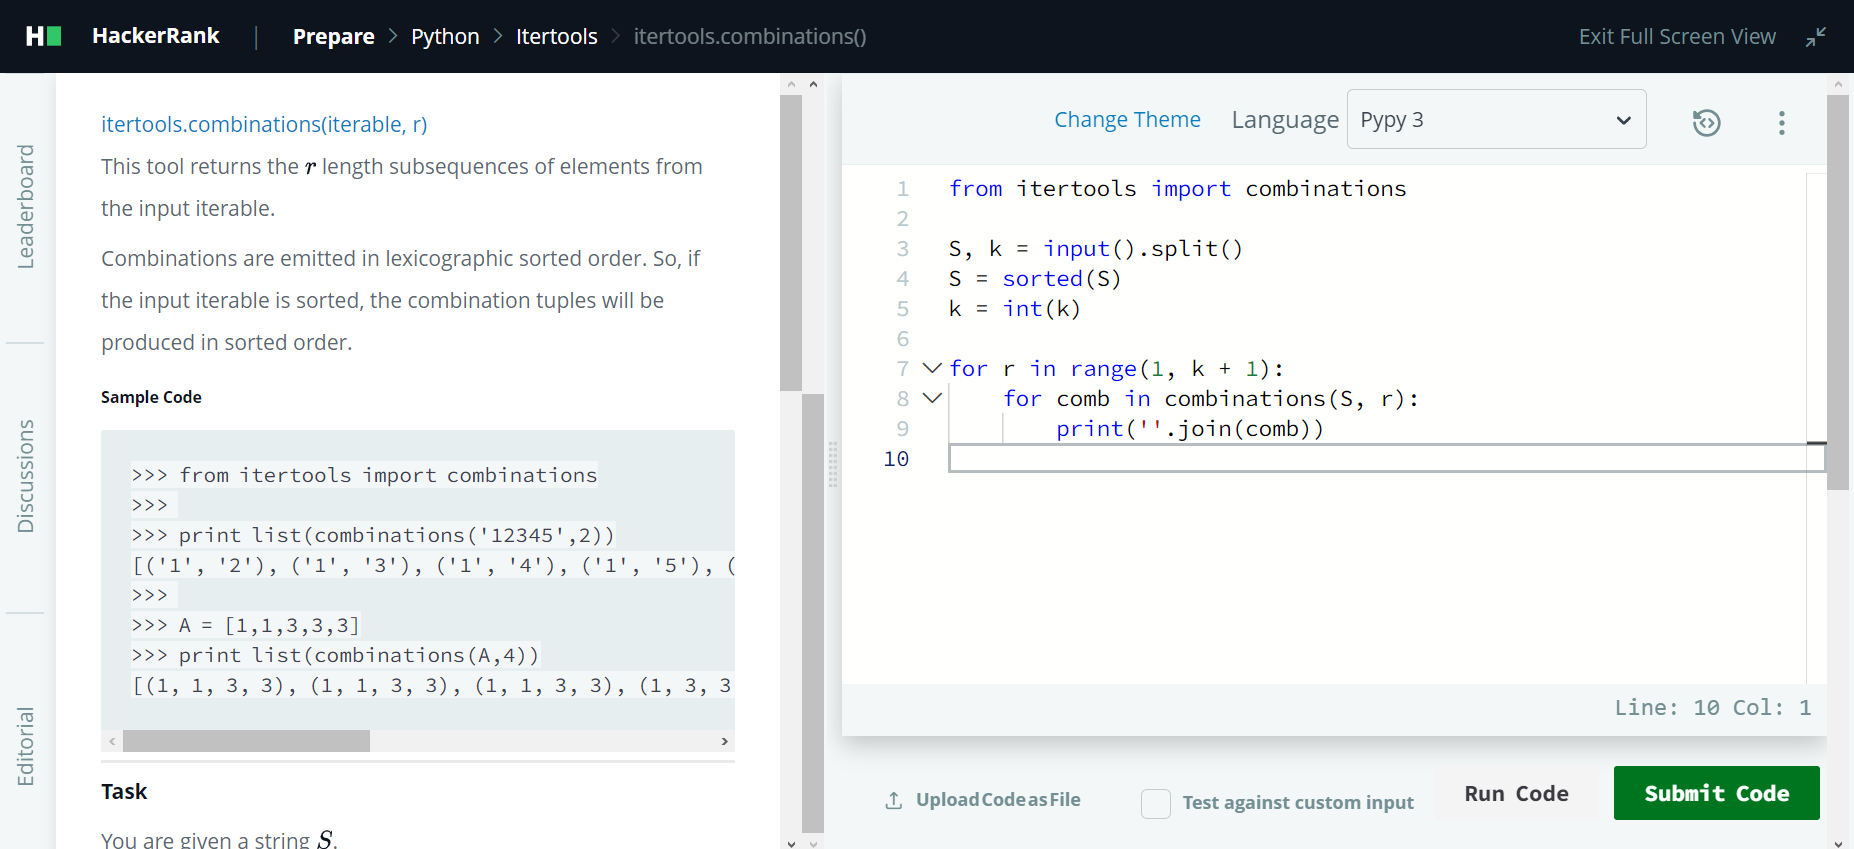 H
HackerRank | Prepare > Python > Itertools > itertools.combinations()
Exit Full Screen View
Leaderboard
Discussions
Editorial
itertools.combinations(iterable, r)
This tool returns the r length subsequences of elements from
the input iterable.
Combinations are emitted in lexicographic sorted order. So, if
the input iterable is sorted, the combination tuples will be
produced in sorted order.
Sample Code
>>> from itertools import combinations
>>>
>>> print list(combinations('12345',2))
[('1', '2'), ('1', '3'), ('1', '4'), ('1', '5'), (
>>>
>>> A = [1,1,3,3,3]
>>> print list(combinations(A,4))
[(1, 1, 3, 3), (1, 1, 3, 3), (1, 1, 3, 3), (1, 3, 3
Task
You are given a string S.
Change Theme Language Pypy 3
1 from itertools import combinations
2
3 S, k = input().split()
4 S = sorted(S)
5 k = int(k)
6
7 for r in range(1, k + 1):
8 for comb in combinations(S, r):
9 print(''.join(comb))
10
Line: 10 Col: 1
Upload Code as File
Test against custom input
Run Code
Submit Code